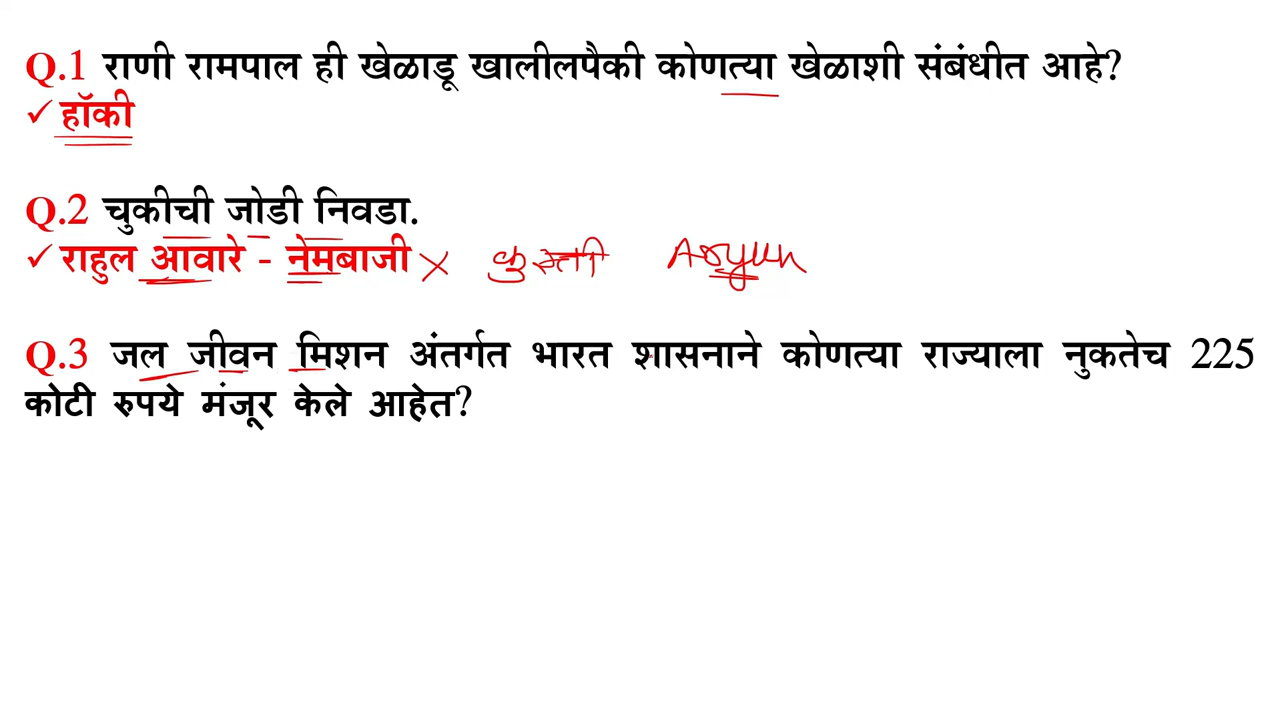 Q.1 राणी रामपाल ही खेळाडू खालीलपैकी कोणत्या खेळाशी संबंधीत आहे?
✓ हॉकी
Q.2 चुकीची जोडी निवडा.
✓ राहुल आवारे - नेमबाजी × कुस्ती
Q.3 जल जीवन मिशन अंतर्गत भारत शासनाने कोणत्या राज्याला नुकतेच 225
कोटी रुपये मंजूर केले आहेत?